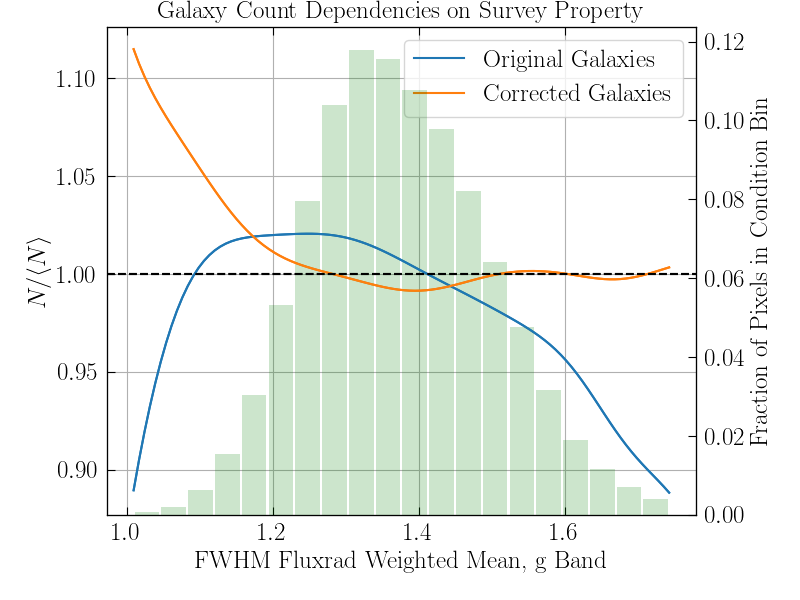 Galaxy Count Dependencies on Survey Property
Original Galaxies
Corrected Galaxies
N/⟨N⟩
1.10
1.05
1.00
0.95
0.90
0.12
0.10
0.08
0.06
0.04
0.02
0.00
Fraction of Pixels in Condition Bin
1.0 1.2 1.4 1.6
FWHM Fluxrad Weighted Mean, g Band